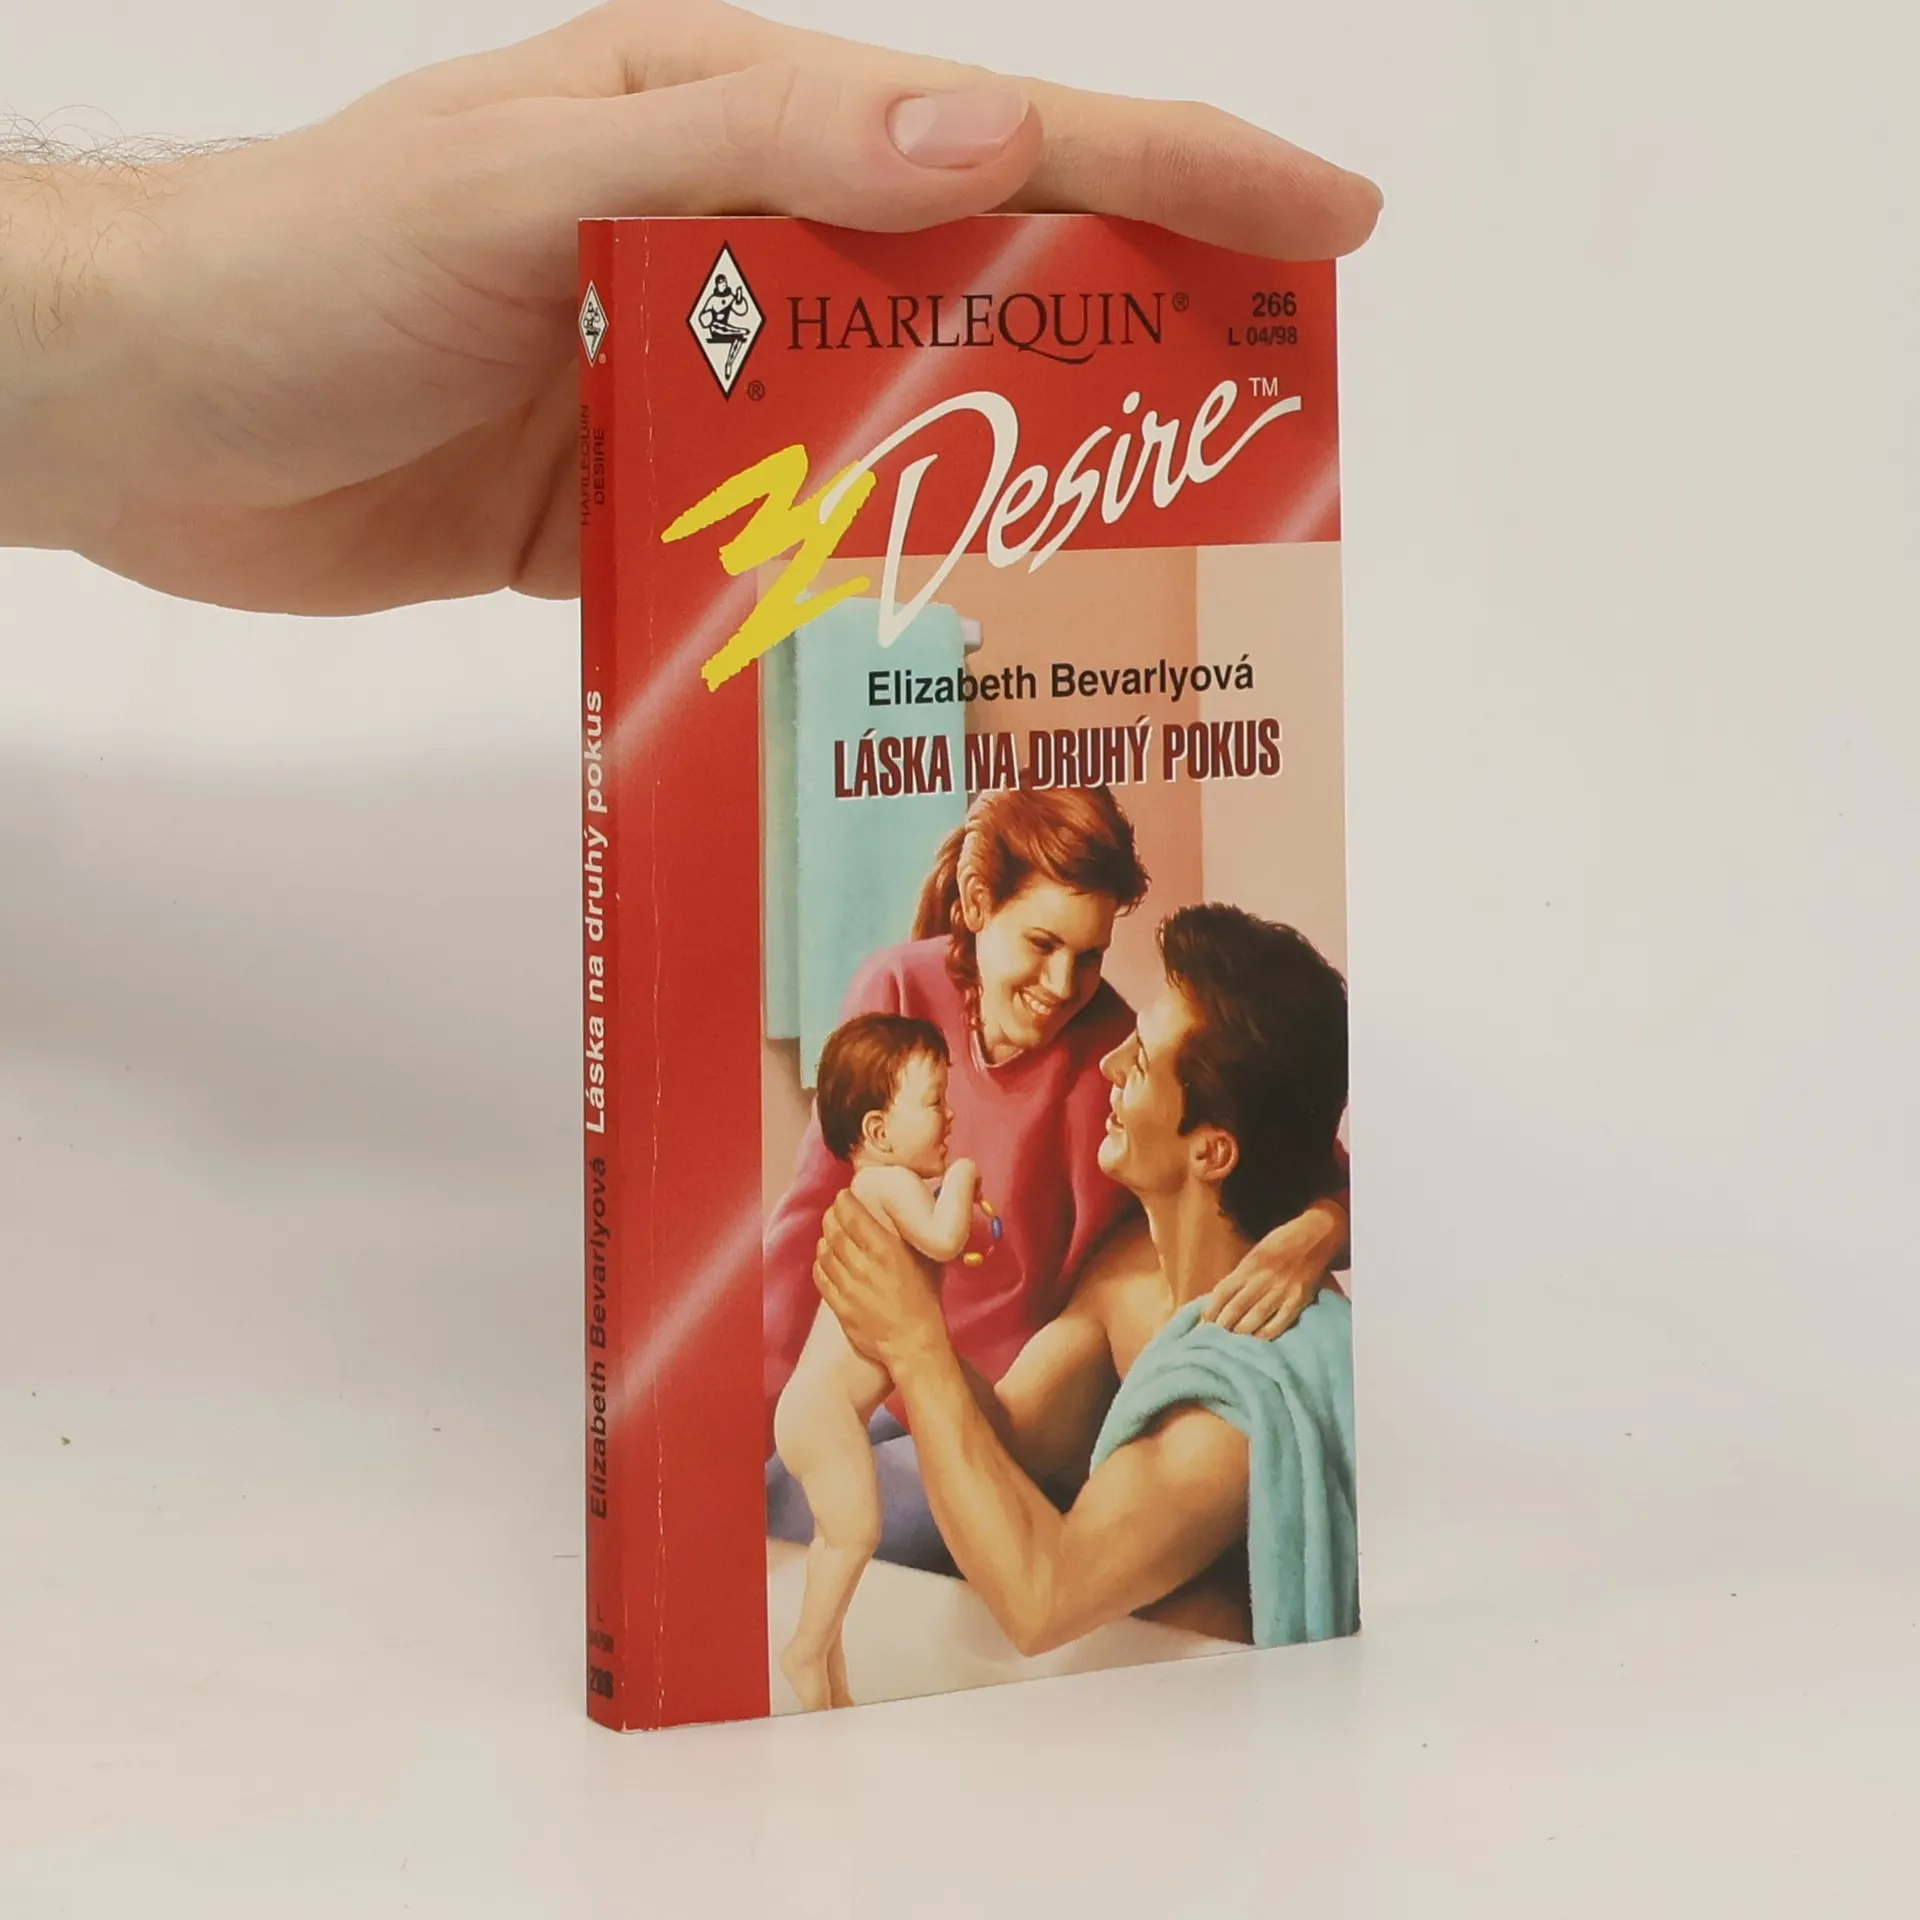 HARLEQUIN®
266
L 04/98
®
Desire™
Elizabeth Bevarlyová
LÁSKA NA DRUHÝ POKUS
®
HARLEQUIN
DESIRE
Elizabeth Bevarlyová Láska na druhý pokus
L
04/98
266